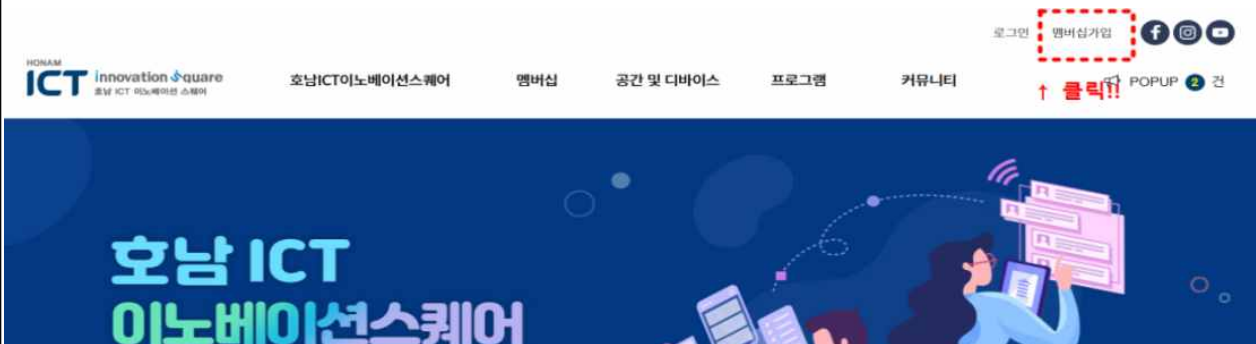 로그인 멤버십가입
HONAM
ICT innovation Square
호남 ICT 이노베이션 스퀘어
호남ICT이노베이션스퀘어 멤버십 공간 및 디바이스 프로그램 커뮤니티
↑ 클릭!! POPUP 2 건
호남 ICT
이노베이션스퀘어